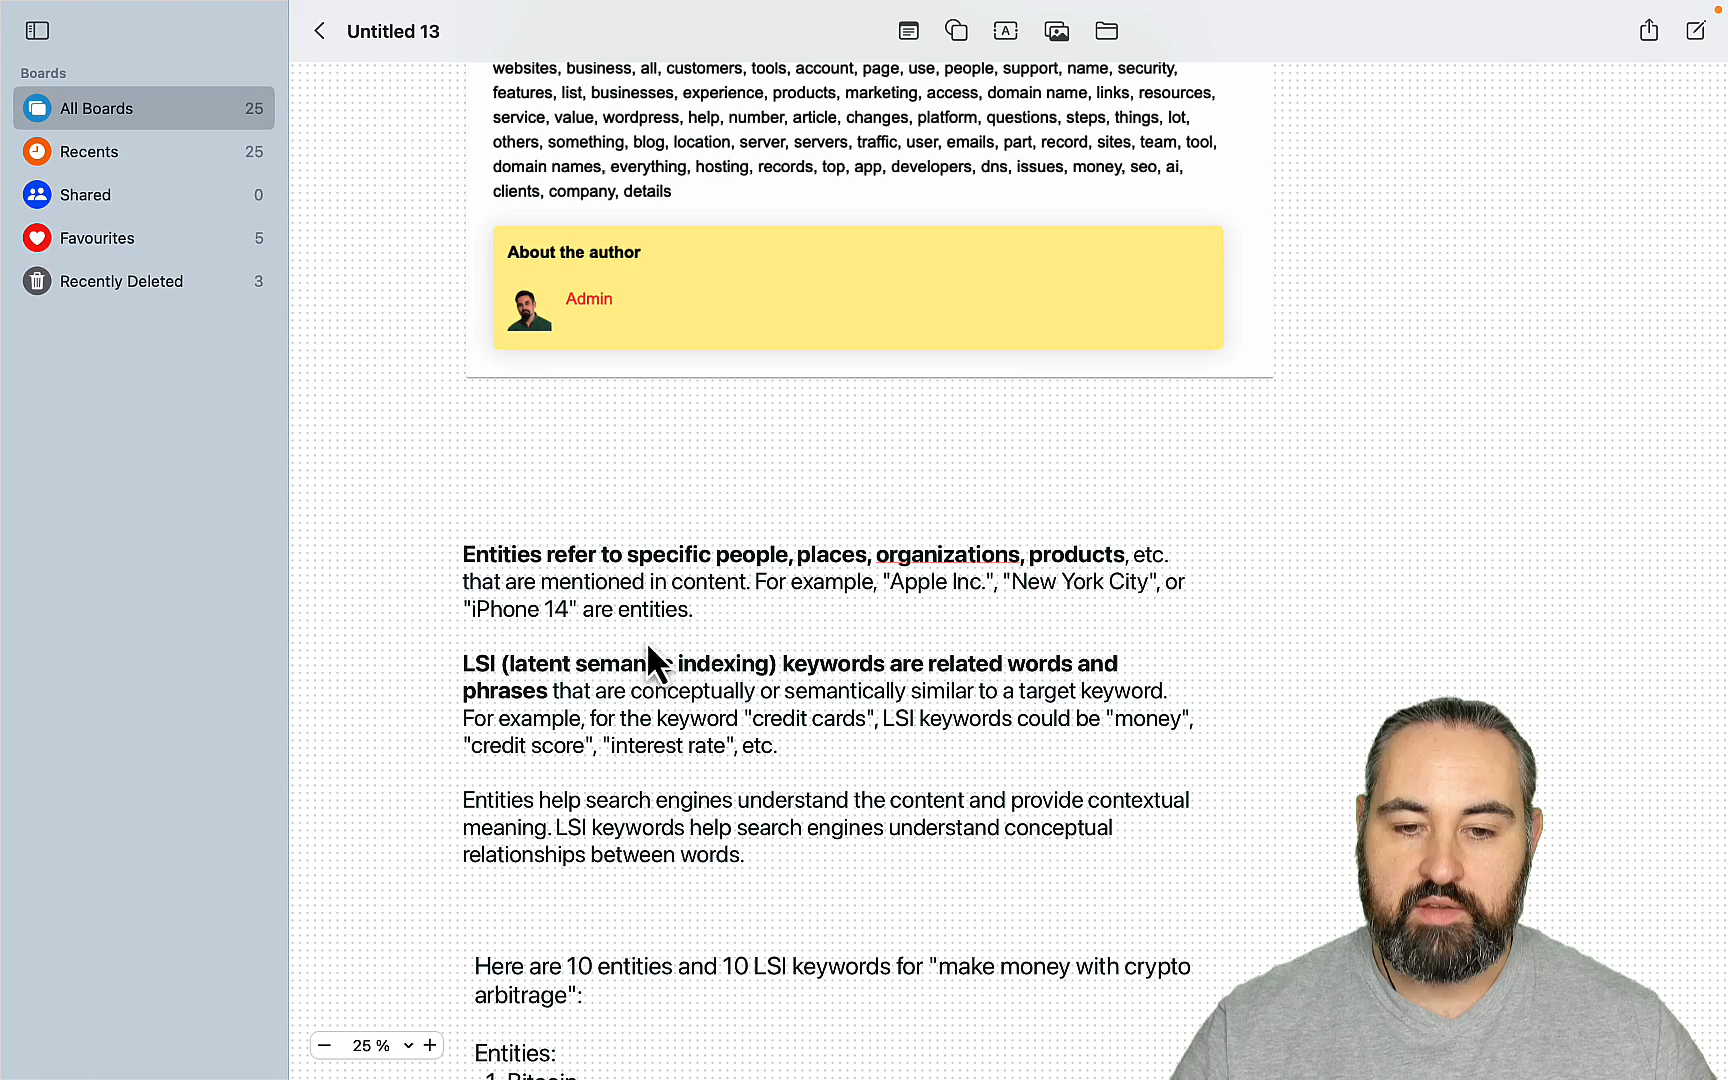 Untitled 13
Boards
All Boards 25
Recents 25
Shared 0
Favourites 5
Recently Deleted 3
websites, business, all, customers, tools, account, page, use, people, support, name, security,
features, list, businesses, experience, products, marketing, access, domain name, links, resources,
service, value, wordpress, help, number, article, changes, platform, questions, steps, things, lot,
others, something, blog, location, server, servers, traffic, user, emails, part, record, sites, team, tool,
domain names, everything, hosting, records, top, app, developers, dns, issues, money, seo, ai,
clients, company, details
About the author
Admin
Entities refer to specific people, places, organizations, products, etc.
that are mentioned in content. For example, "Apple Inc.", "New York City", or
"iPhone 14" are entities.
LSI (latent indexing) keywords are related words and
phrases that are conceptually or semantically similar to a target keyword.
For example, for the keyword "credit cards", LSI keywords could be "money",
"credit score", "interest rate", etc.
Entities help search engines understand the content and provide contextual
meaning. LSI keywords help search engines understand conceptual
relationships between words.
Here are 10 entities and 10 LSI keywords for "make money with crypto
arbitrage":
Entities:
1. Bitcoin
25 %